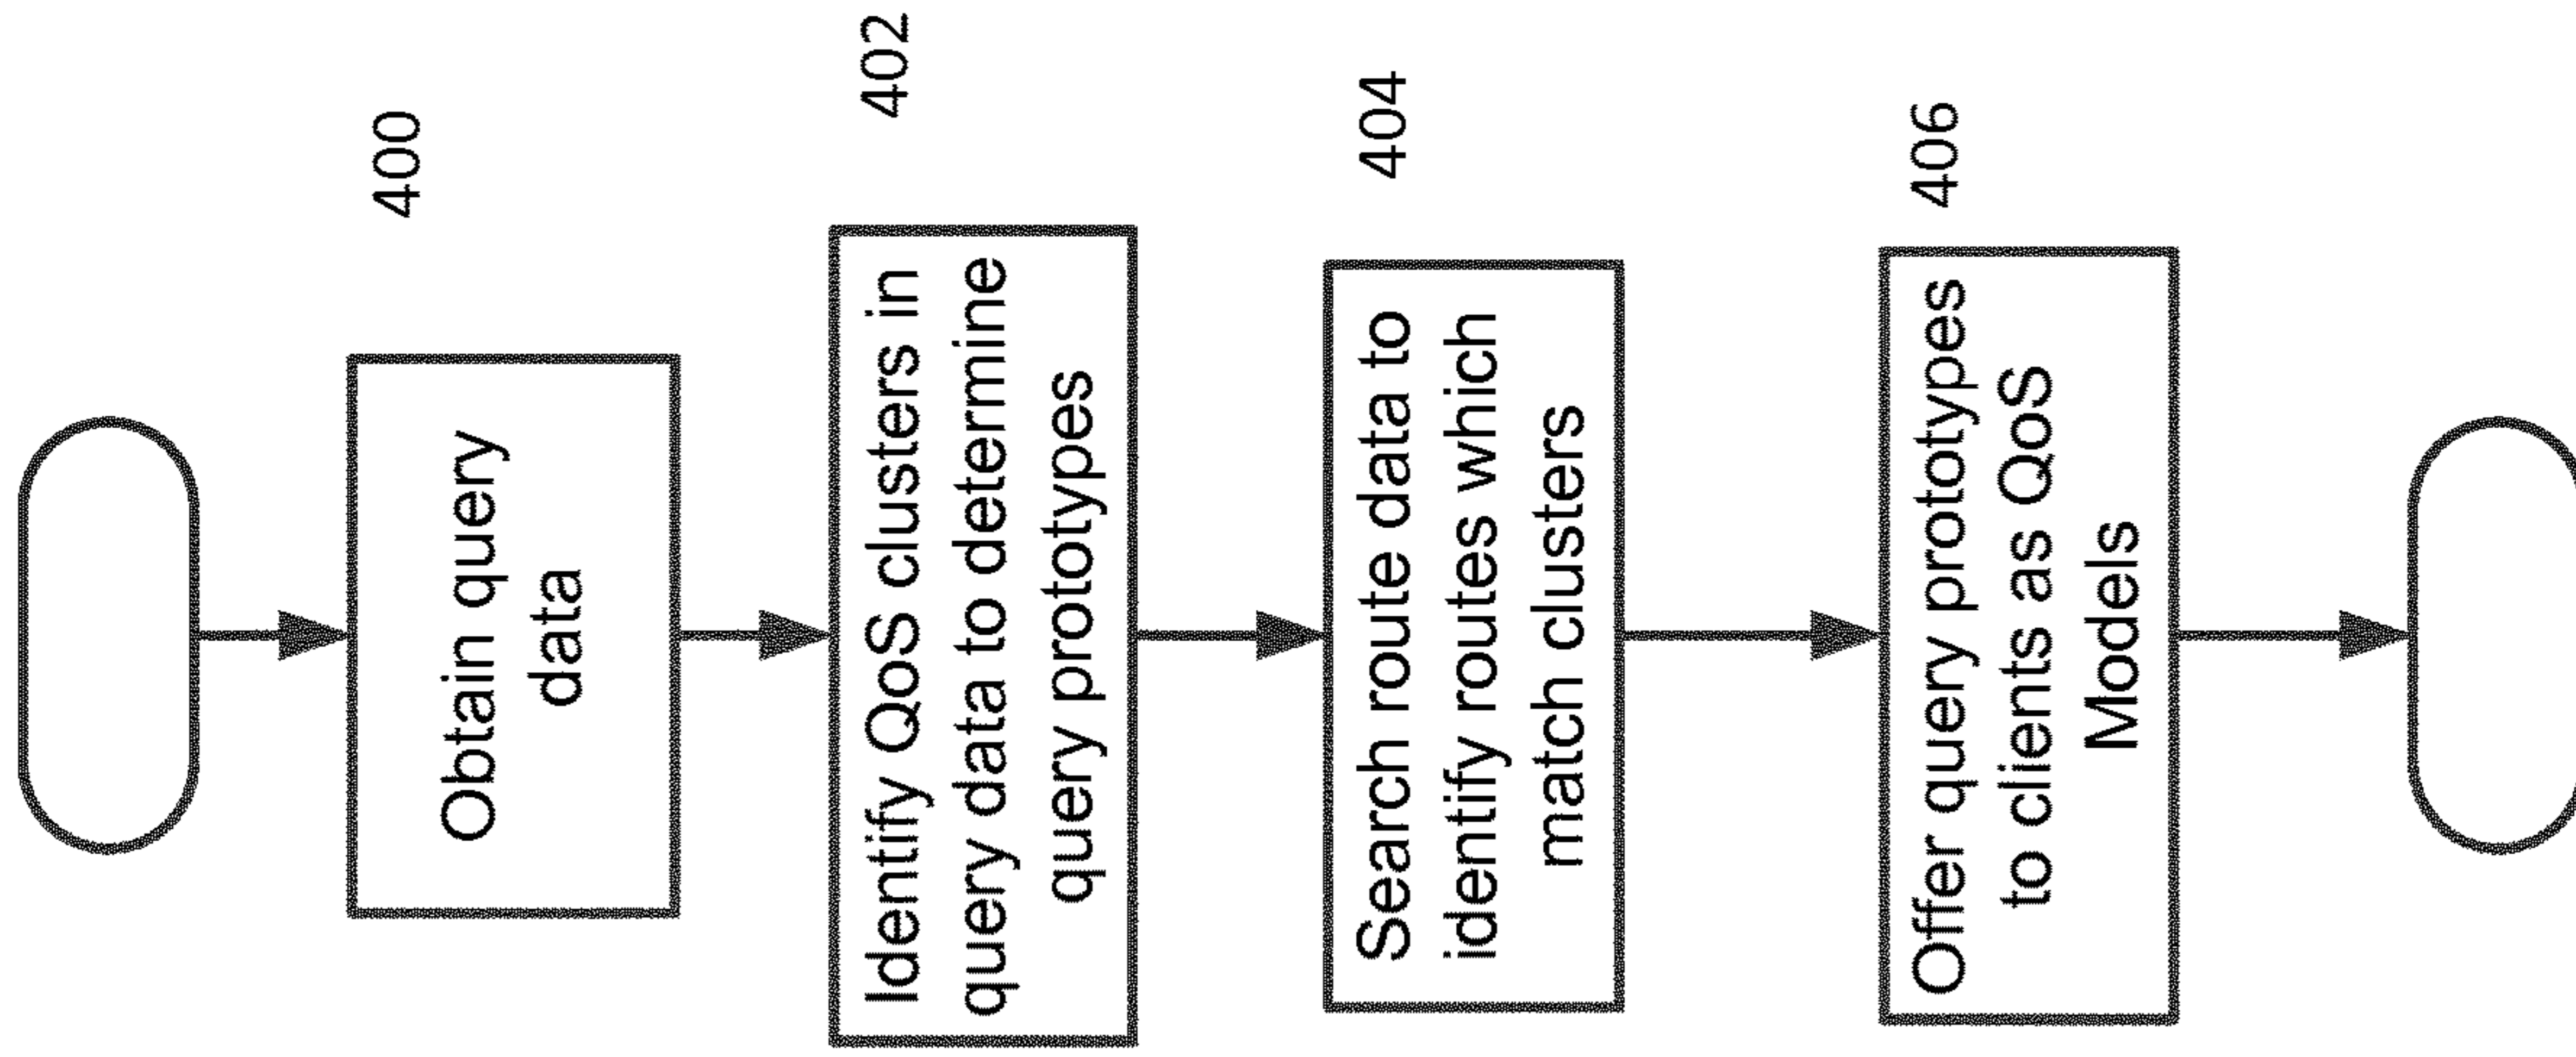 400
Obtain query
data
402
Identify QoS clusters in
query data to determine
query prototypes
404
Search route data to
identify routes which
match clusters
406
Offer query prototypes
to clients as QoS
Models